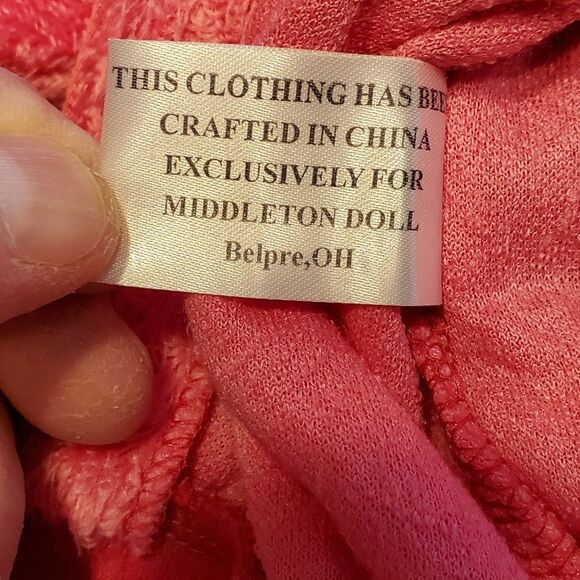 THIS CLOTHING HAS BEE
CRAFTED IN CHINA
EXCLUSIVELY FOR
MIDDLETON DOLL
Belpre,OH